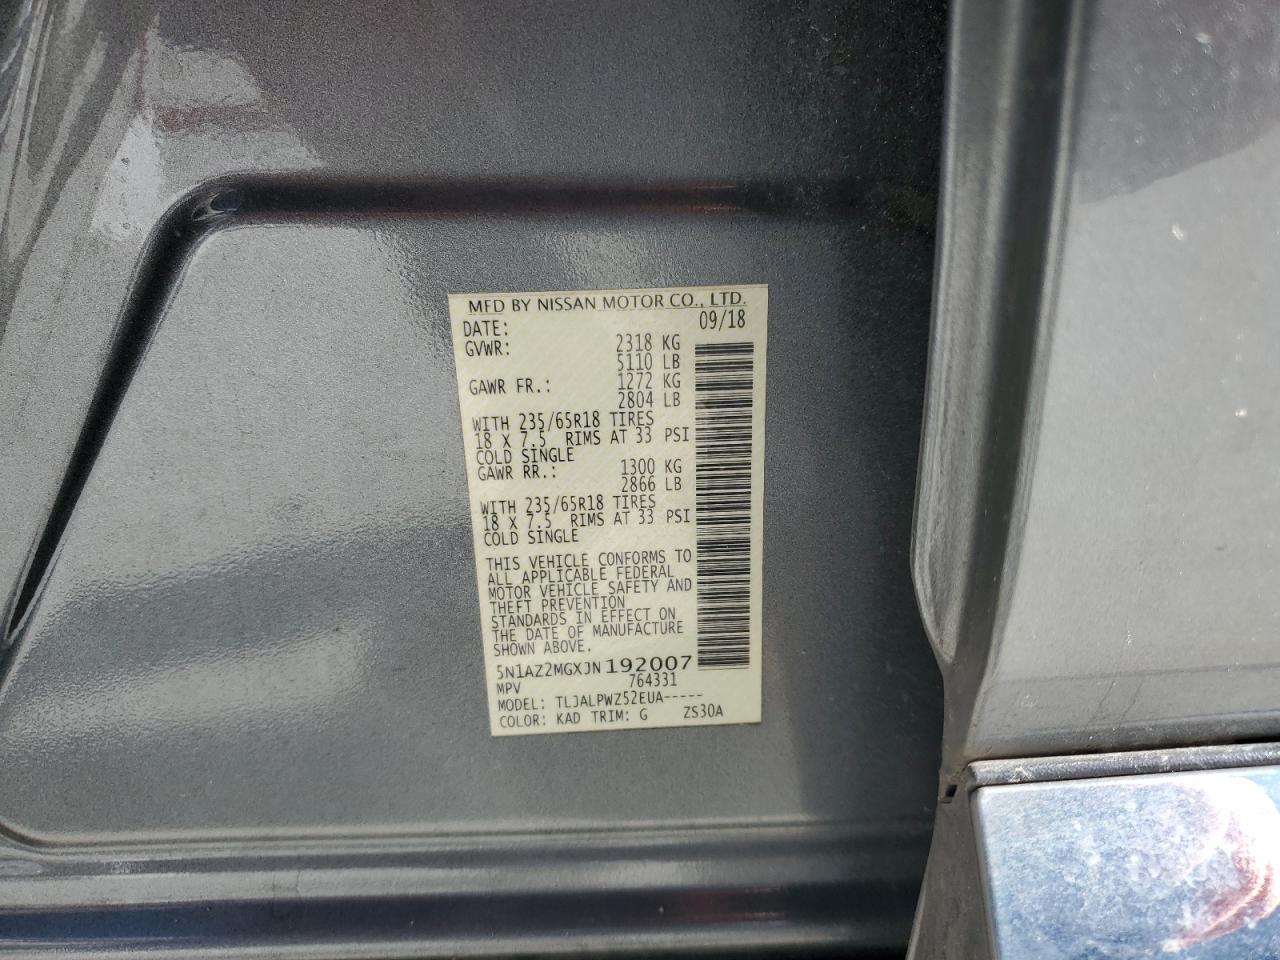 MFD BY NISSAN MOTOR CO., LTD.
DATE: 09/18
GVWR: 2318 KG
5110 LB
GAWR FR.: 1272 KG
2804 LB
WITH 235/65R18 TIRES
18 X 7.5 RIMS AT 33 PSI
COLD SINGLE
GAWR RR.: 1300 KG
2866 LB
WITH 235/65R18 TIRES
18 X 7.5 RIMS AT 33 PSI
COLD SINGLE
THIS VEHICLE CONFORMS TO
ALL APPLICABLE FEDERAL
MOTOR VEHICLE SAFETY AND
THEFT PREVENTION
STANDARDS IN EFFECT ON
THE DATE OF MANUFACTURE
SHOWN ABOVE.
5N1AZ2MGXJN192007
MPV 764331
MODEL: TLJALPWZ52EUA-----
COLOR: KAD TRIM: G ZS30A